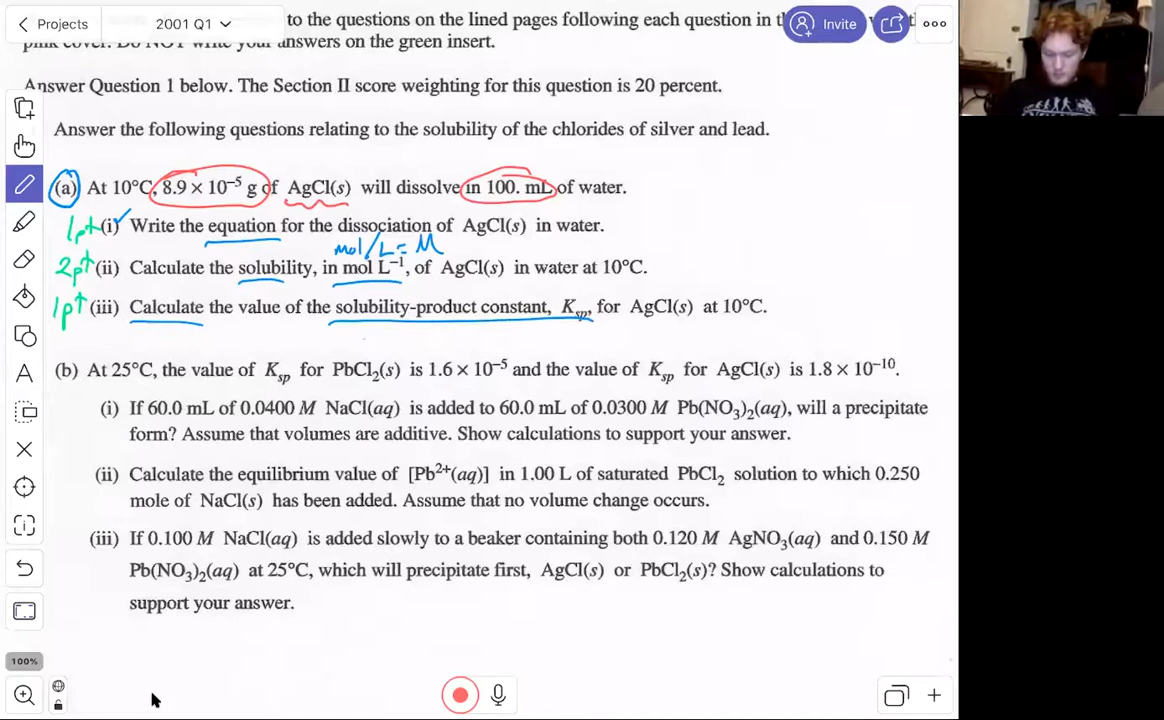 Projects
2001 Q1
Invite
to the questions on the lined pages following each question in t
pink cover. Do NOT write your answers on the green insert.
Answer Question 1 below. The Section II score weighting for this question is 20 percent.
Answer the following questions relating to the solubility of the chlorides of silver and lead.
(a) At 10°C, 8.9 × 10⁻⁵ g of AgCl(s) will dissolve in 100. mL of water.
1pt (i) Write the equation for the dissociation of AgCl(s) in water.
mol/L = M
2pt (ii) Calculate the solubility, in mol L⁻¹, of AgCl(s) in water at 10°C.
1pt (iii) Calculate the value of the solubility-product constant, Ksp, for AgCl(s) at 10°C.
(b) At 25°C, the value of Ksp for PbCl₂(s) is 1.6 × 10⁻⁵ and the value of Ksp for AgCl(s) is 1.8 × 10⁻¹⁰.
(i) If 60.0 mL of 0.0400 M NaCl(aq) is added to 60.0 mL of 0.0300 M Pb(NO₃)₂(aq), will a precipitate
form? Assume that volumes are additive. Show calculations to support your answer.
(ii) Calculate the equilibrium value of [Pb²⁺(aq)] in 1.00 L of saturated PbCl₂ solution to which 0.250
mole of NaCl(s) has been added. Assume that no volume change occurs.
(iii) If 0.100 M NaCl(aq) is added slowly to a beaker containing both 0.120 M AgNO₃(aq) and 0.150 M
Pb(NO₃)₂(aq) at 25°C, which will precipitate first, AgCl(s) or PbCl₂(s)? Show calculations to
support your answer.
100%